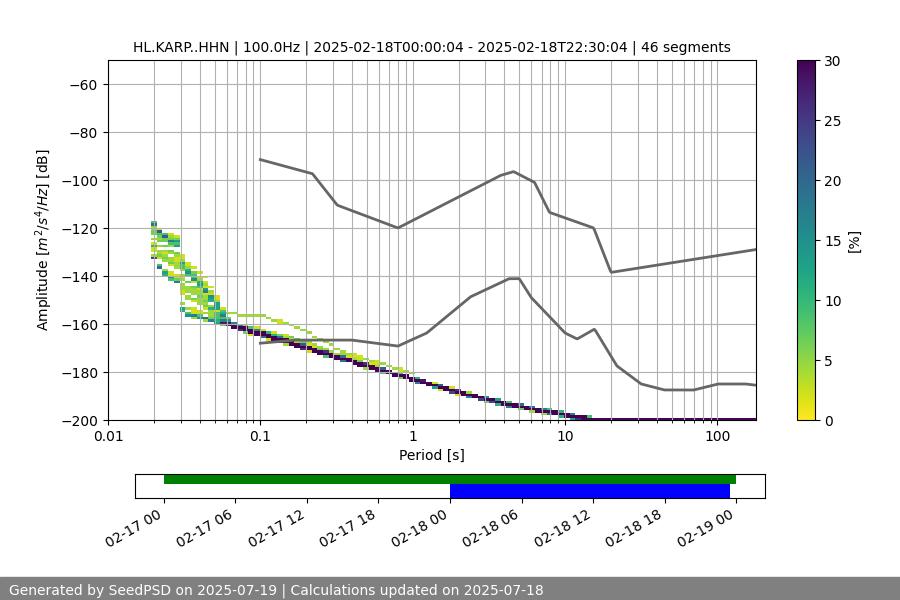 HL.KARP..HHN | 100.0Hz | 2025-02-18T00:00:04 - 2025-02-18T22:30:04 | 46 segments
−60
−80
−100
−120
−140
−160
−180
−200
Amplitude [m²/s⁴/Hz] [dB]
0.01 0.1 1 10 100
Period [s]
30
25
20
15
10
5
0
[%]
02-17 00 02-17 06 02-17 12 02-17 18 02-18 00 02-18 06 02-18 12 02-18 18 02-19 00
Generated by SeedPSD on 2025-07-19 | Calculations updated on 2025-07-18